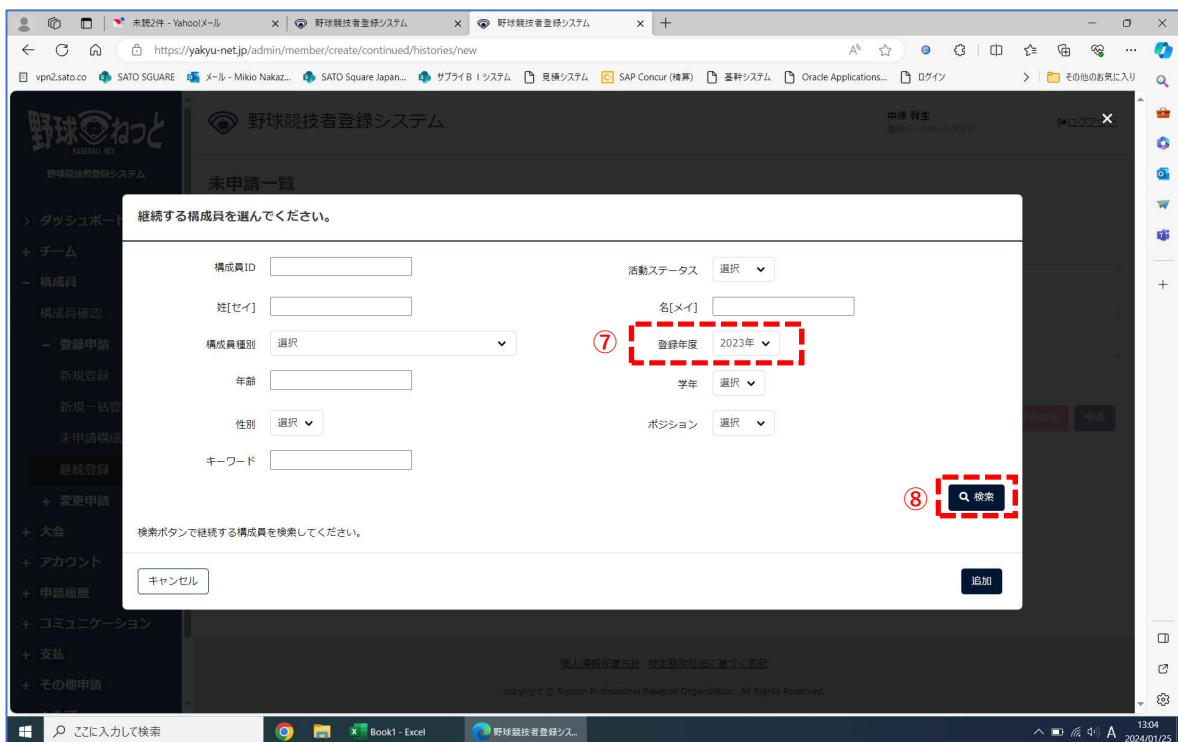 未読2件 - Yahoo!メール
野球競技者登録システム
野球競技者登録システム
https://yakyu-net.jp/admin/member/create/continued/histories/new
vpn2.sato.co
SATO SGUARE
メール - Mikio Nakaz...
SATO Square Japan...
サプライBIシステム
見積システム
SAP Concur (精算)
基幹システム
Oracle Applications...
ログイン
その他のお気に入り
野球ねっと
BASEBALL NET
野球競技者登録システム
中澤 幹生
ログアウト
野球競技者登録システム
未申請一覧
ダッシュボード
+ チーム
− 構成員
構成員確認
− 登録申請
新規登録
新規一括登
未申請構成
継続登録
+ 変更申請
+ 大会
+ アカウント
+ 申請履歴
+ コミュニケーション
+ 支払
+ その他申請
継続する構成員を選んでください。
構成員ID
活動ステータス 選択
姓[セイ]
名[メイ]
構成員種別 選択
⑦ 登録年度 2023年
年齢
学年 選択
性別 選択
ポジション 選択
キーワード
⑧ 検索
検索ボタンで継続する構成員を検索してください。
キャンセル
追加
申請
個人情報保護方針 特定商取引法に基づく表記
copyright © Nippon Professional Baseball Organization. All Rights Reserved.
ここに入力して検索
Book1 - Excel
野球競技者登録シス...
A
13:04
2024/01/25